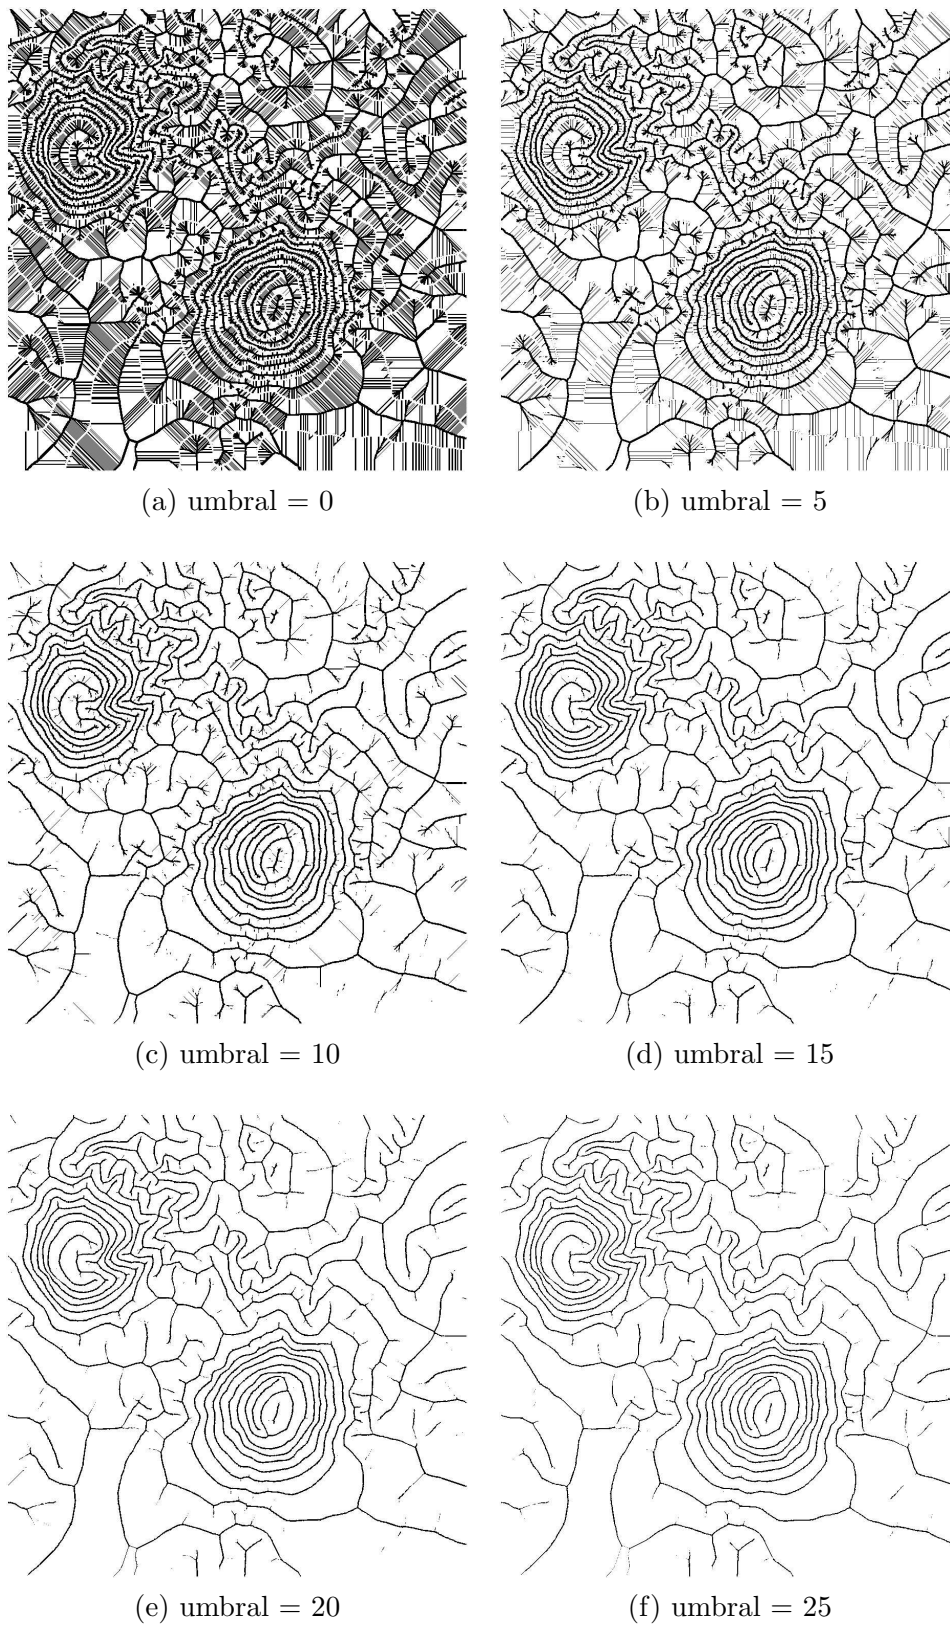 (a) umbral = 0
(b) umbral = 5
(c) umbral = 10
(d) umbral = 15
(e) umbral = 20
(f) umbral = 25